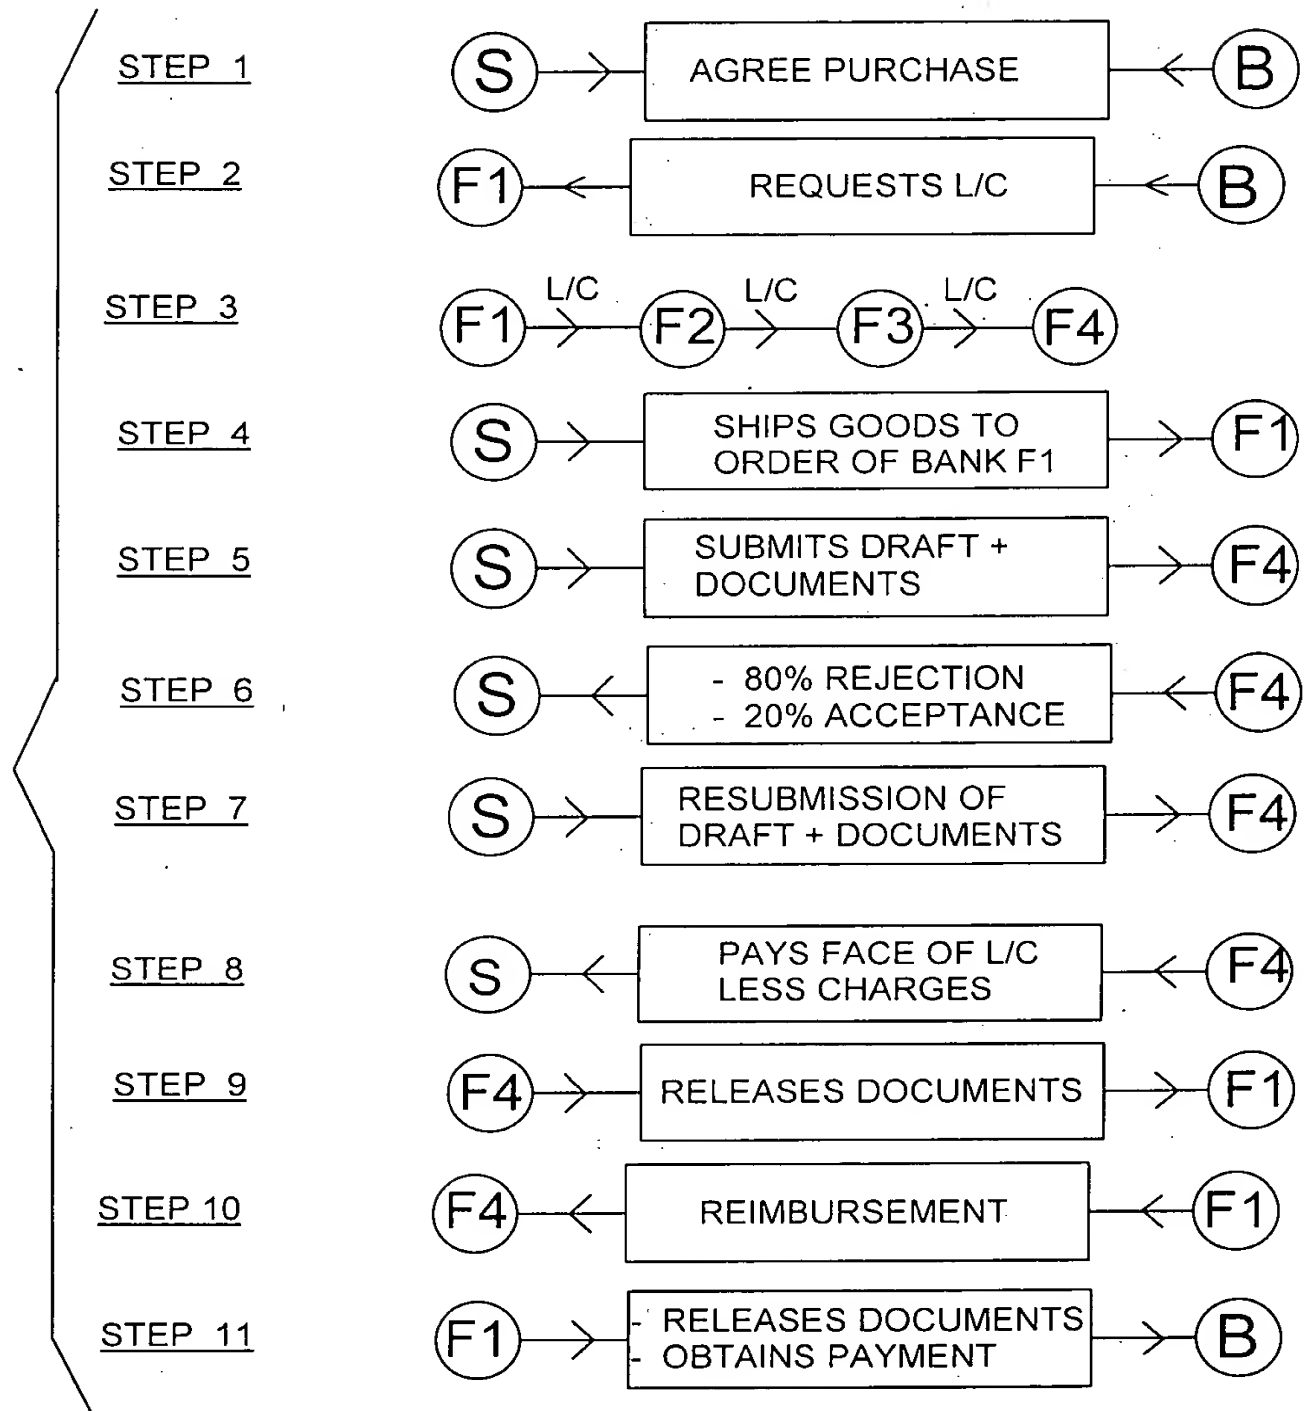 STEP 1 S AGREE PURCHASE B
STEP 2 F1 REQUESTS L/C B
L/C L/C L/C
STEP 3 F1 F2 F3 F4
STEP 4 S SHIPS GOODS TO F1
ORDER OF BANK F1
STEP 5 S SUBMITS DRAFT + F4
DOCUMENTS
STEP 6 S - 80% REJECTION F4
- 20% ACCEPTANCE
STEP 7 S RESUBMISSION OF F4
DRAFT + DOCUMENTS
STEP 8 S PAYS FACE OF L/C F4
LESS CHARGES
STEP 9 F4 RELEASES DOCUMENTS F1
STEP 10 F4 REIMBURSEMENT F1
STEP 11 F1 - RELEASES DOCUMENTS B
- OBTAINS PAYMENT